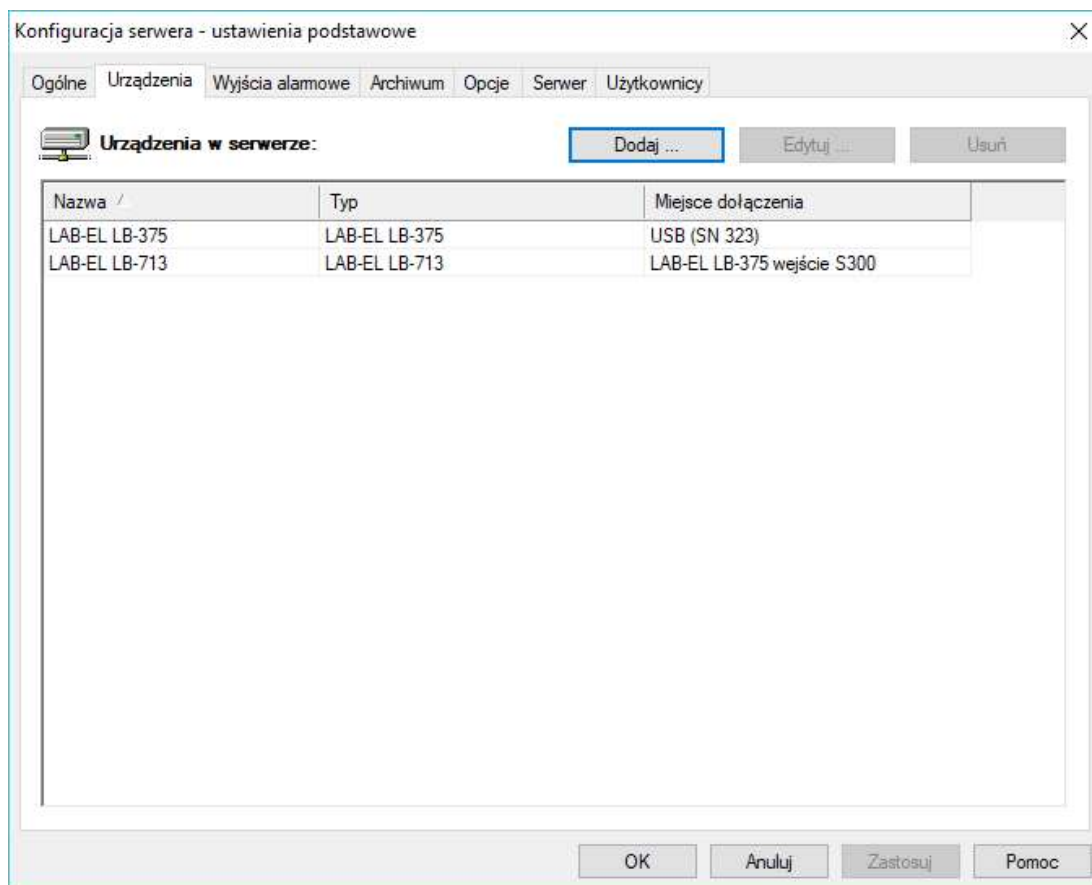 Konfiguracja serwera - ustawienia podstawowe
Ogólne Urządzenia Wyjścia alarmowe Archiwum Opcje Serwer Użytkownicy
Urządzenia w serwerze: Dodaj ... Edytuj ... Usuń
Nazwa Typ Miejsce dołączenia
LAB-EL LB-375 LAB-EL LB-375 USB (SN 323)
LAB-EL LB-713 LAB-EL LB-713 LAB-EL LB-375 wejście S300
OK Anuluj Zastosuj Pomoc